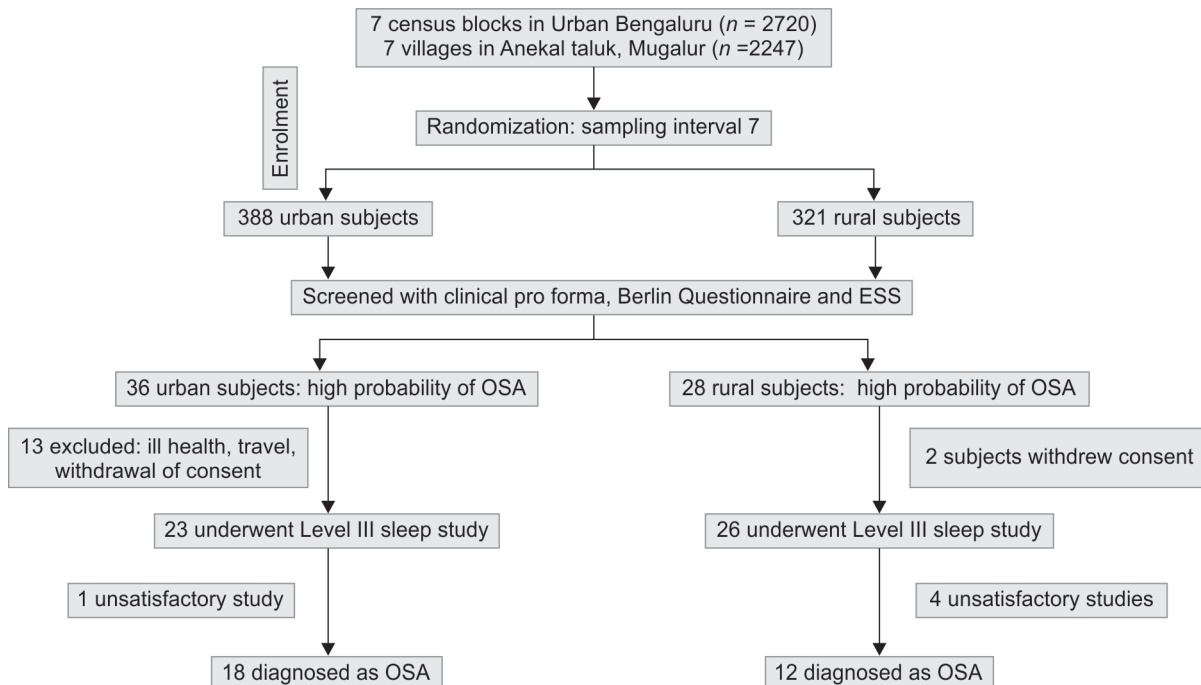 7 census blocks in Urban Bengaluru (n = 2720)
7 villages in Anekal taluk, Mugalur (n =2247)
Enrolment
Randomization: sampling interval 7
388 urban subjects
321 rural subjects
Screened with clinical pro forma, Berlin Questionnaire and ESS
36 urban subjects: high probability of OSA
28 rural subjects: high probability of OSA
13 excluded: ill health, travel,
withdrawal of consent
2 subjects withdrew consent
23 underwent Level III sleep study
26 underwent Level III sleep study
1 unsatisfactory study
4 unsatisfactory studies
18 diagnosed as OSA
12 diagnosed as OSA